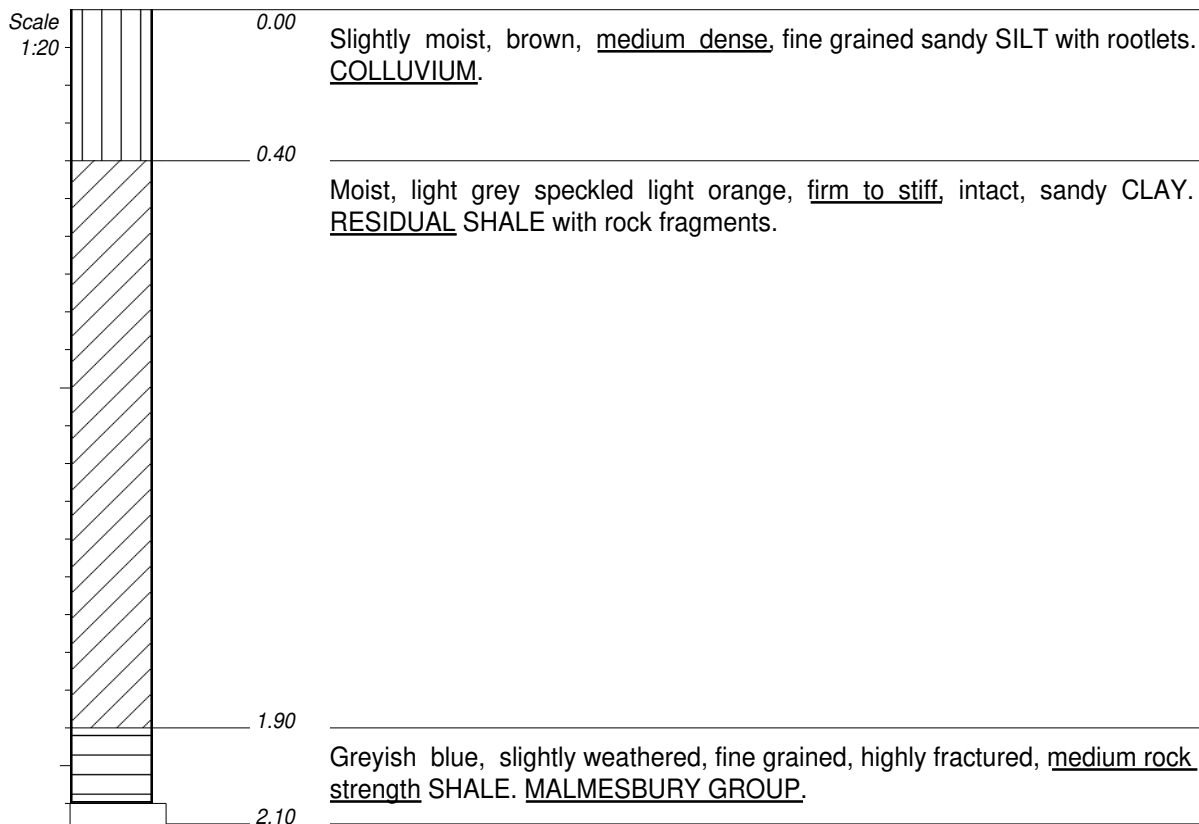 Scale
1:20
0.00
Slightly moist, brown, medium dense, fine grained sandy SILT with rootlets.
COLLUVIUM.
0.40
Moist, light grey speckled light orange, firm to stiff, intact, sandy CLAY.
RESIDUAL SHALE with rock fragments.
1.90
Greyish blue, slightly weathered, fine grained, highly fractured, medium rock
strength SHALE. MALMESBURY GROUP.
2.10